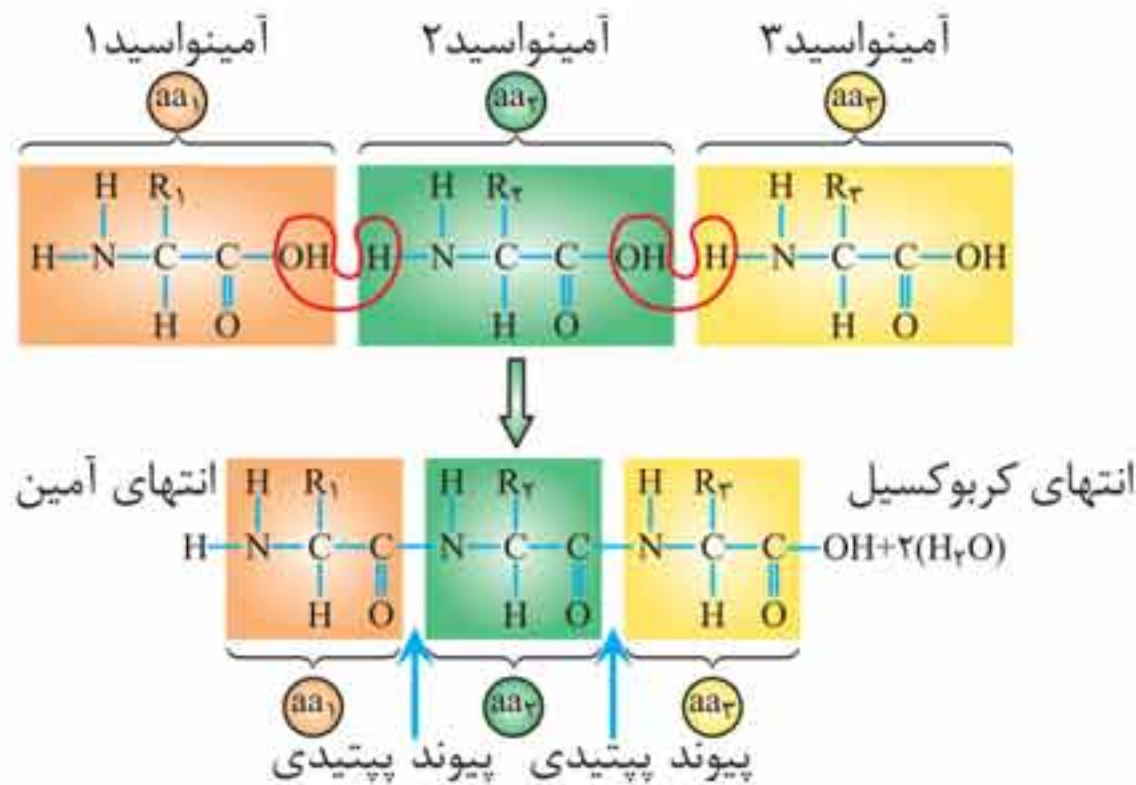 آمینواسید۱ آمینواسید۲ آمینواسید۳
aa۱ aa۲ aa۳
H R۱ H R۲ H R۳
H–N–C–C–OH H–N–C–C–OH H–N–C–C–OH
H O H O H O
انتهای آمین H R۱ H R۲ H R۳ انتهای کربوکسیل
H–N–C–C–N–C–C–N–C–C–OH+۲(H۲O)
H O H O H O
aa۱ aa۲ aa۳
پیوند پپتیدی پیوند پپتیدی